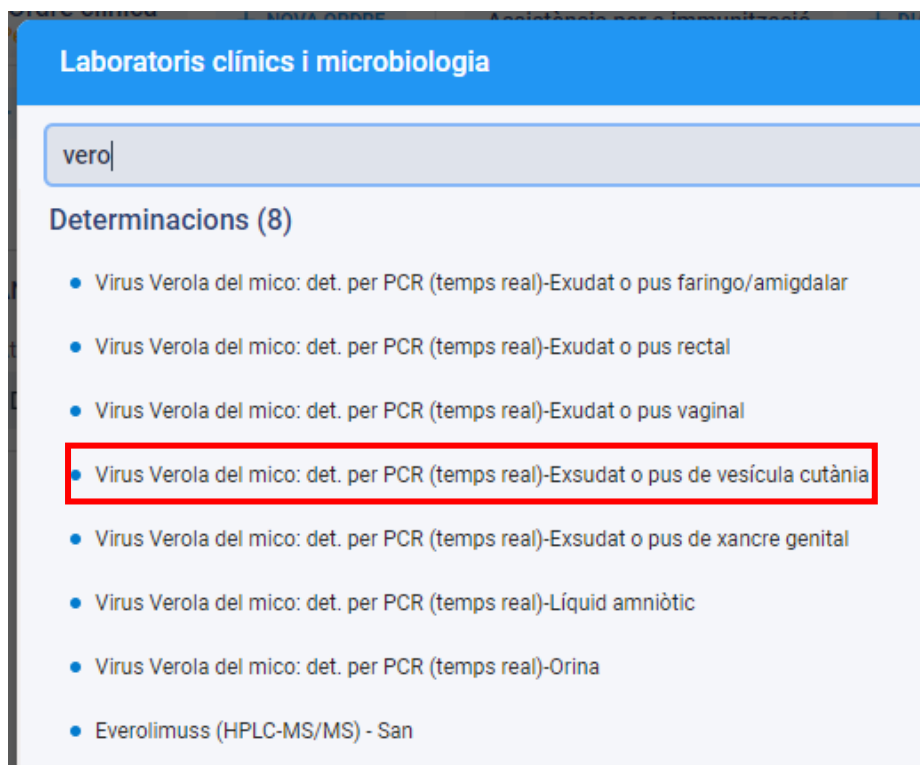 NOVA ORDRE
Assistència per a immunització
Laboratoris clínics i microbiologia
vero
Determinacions (8)
Virus Verola del mico: det. per PCR (temps real)-Exudat o pus faringo/amigdalar
Virus Verola del mico: det. per PCR (temps real)-Exudat o pus rectal
Virus Verola del mico: det. per PCR (temps real)-Exudat o pus vaginal
Virus Verola del mico: det. per PCR (temps real)-Exsudat o pus de vesícula cutània
Virus Verola del mico: det. per PCR (temps real)-Exsudat o pus de xancre genital
Virus Verola del mico: det. per PCR (temps real)-Líquid amniòtic
Virus Verola del mico: det. per PCR (temps real)-Orina
Everolimuss (HPLC-MS/MS) - San